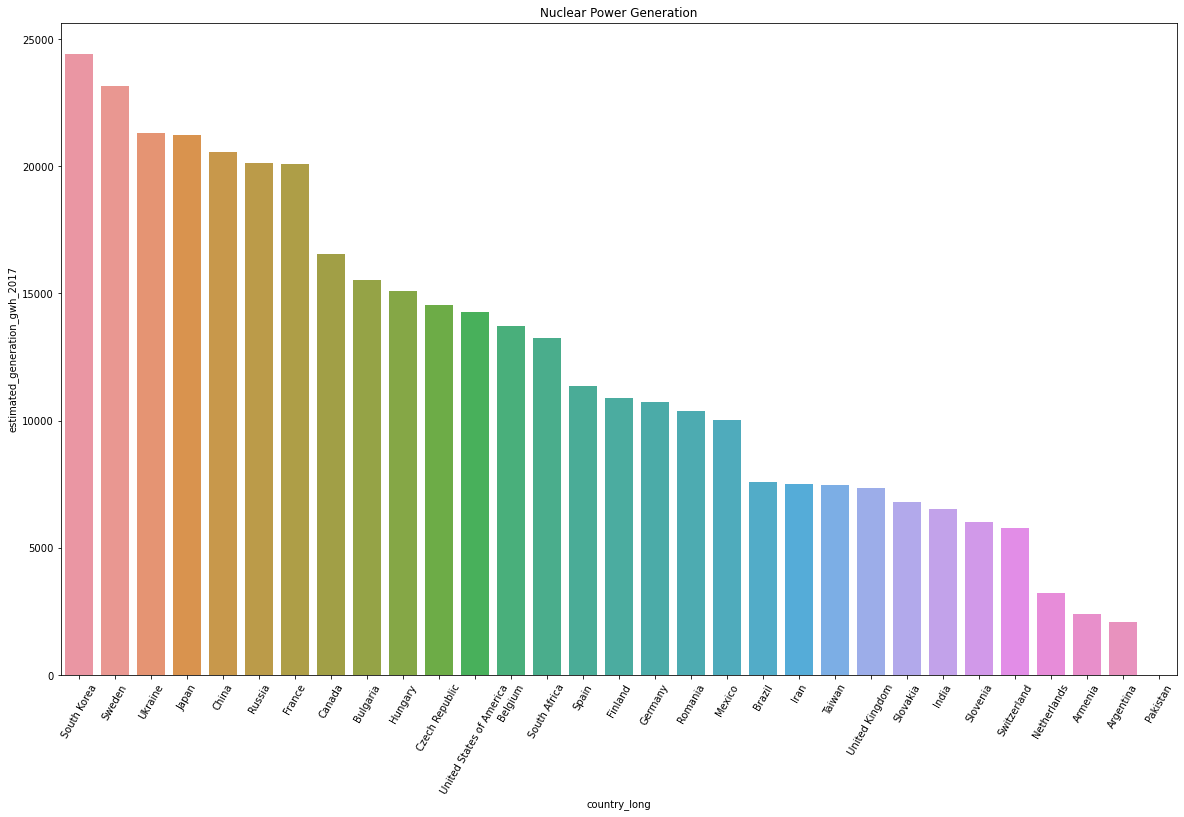 Nuclear Power Generation
estimated_generation_gwh_2017
25000
20000
15000
10000
5000
0
South Korea
Sweden
Ukraine
Japan
China
Russia
France
Canada
Bulgaria
Hungary
Czech Republic
United States of America
Belgium
South Africa
Spain
Finland
Germany
Romania
Mexico
Brazil
Iran
Taiwan
United Kingdom
Slovakia
India
Slovenia
Switzerland
Netherlands
Armenia
Argentina
Pakistan
country_long